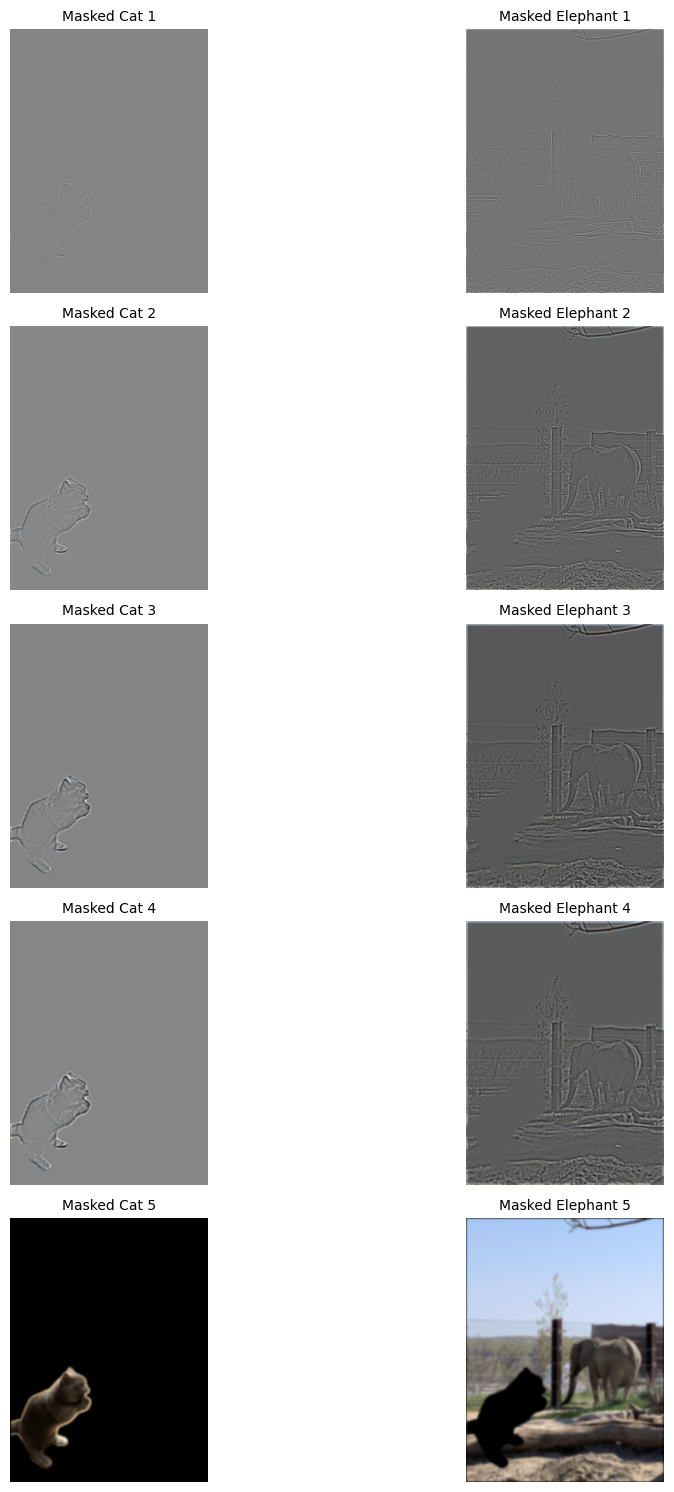 Masked Cat 1
Masked Elephant 1
Masked Cat 2
Masked Elephant 2
Masked Cat 3
Masked Elephant 3
Masked Cat 4
Masked Elephant 4
Masked Cat 5
Masked Elephant 5